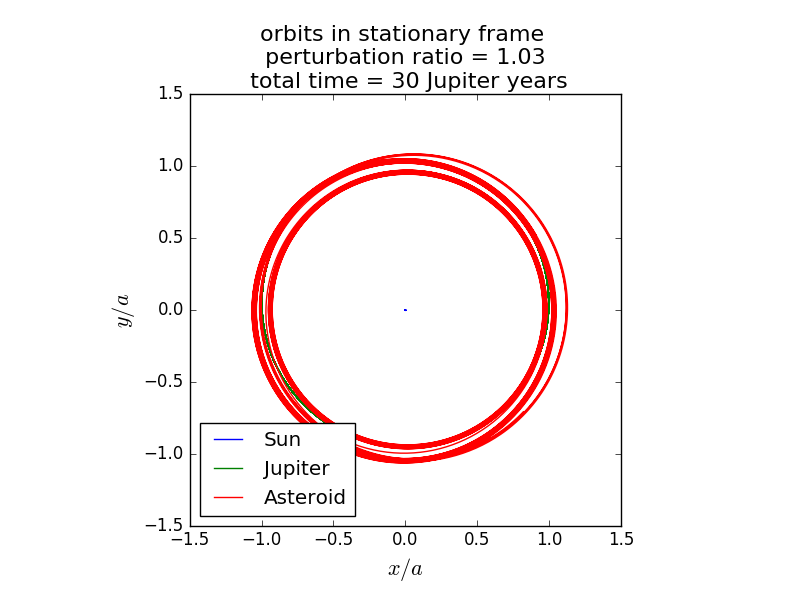 orbits in stationary frame
perturbation ratio = 1.03
total time = 30 Jupiter years
1.5
1.0
0.5
0.0
−0.5
−1.0
−1.5
y/a
Sun
Jupiter
Asteroid
−1.5 −1.0 −0.5 0.0 0.5 1.0 1.5
x/a